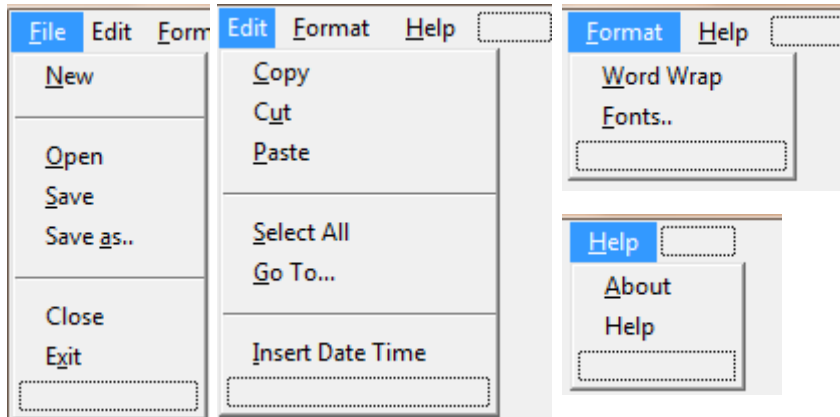 File Edit Form
New
Open
Save
Save as..
Close
Exit
Edit Format Help
Copy
Cut
Paste
Select All
Go To...
Insert Date Time
Format Help
Word Wrap
Fonts..
Help
About
Help